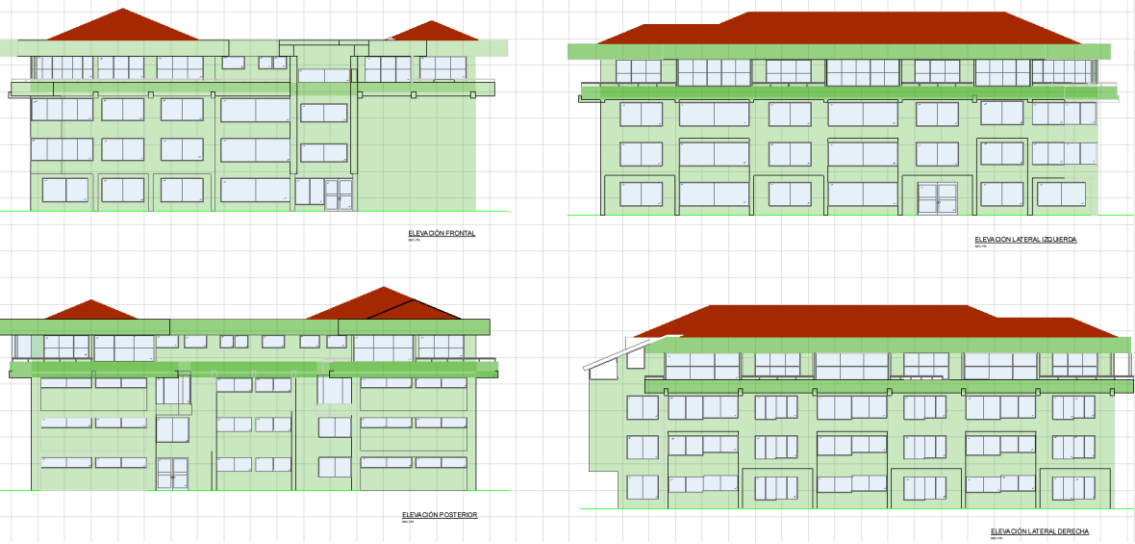 ELEVACIÓN FRONTAL
ELEVACIÓN LATERAL IZQUIERDA
ELEVACIÓN POSTERIOR
ELEVACIÓN LATERAL DERECHA